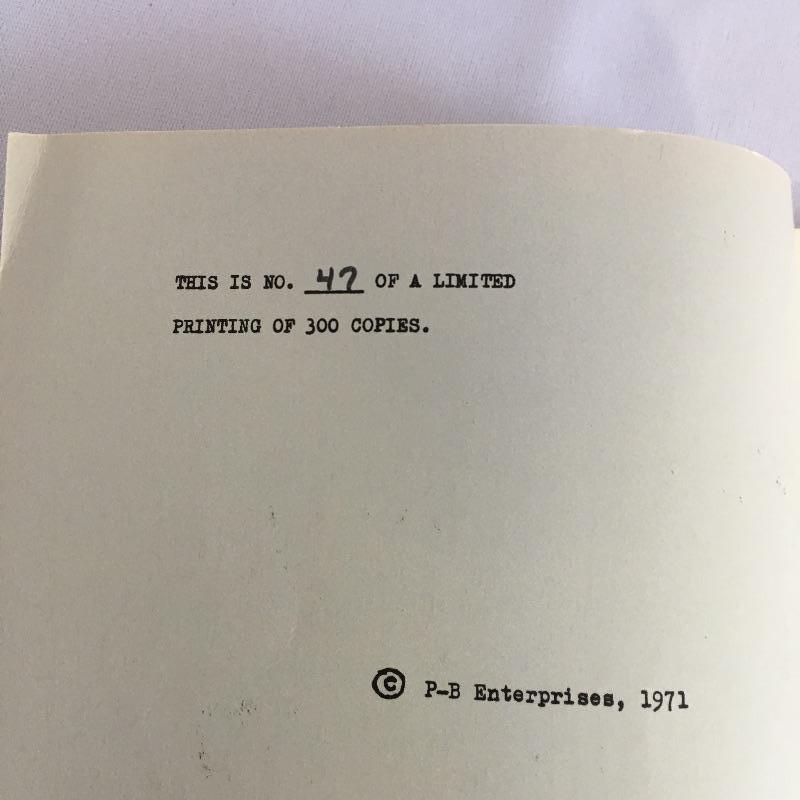 THIS IS NO. 47 OF A LIMITED
PRINTING OF 300 COPIES.
© P-B Enterprises, 1971